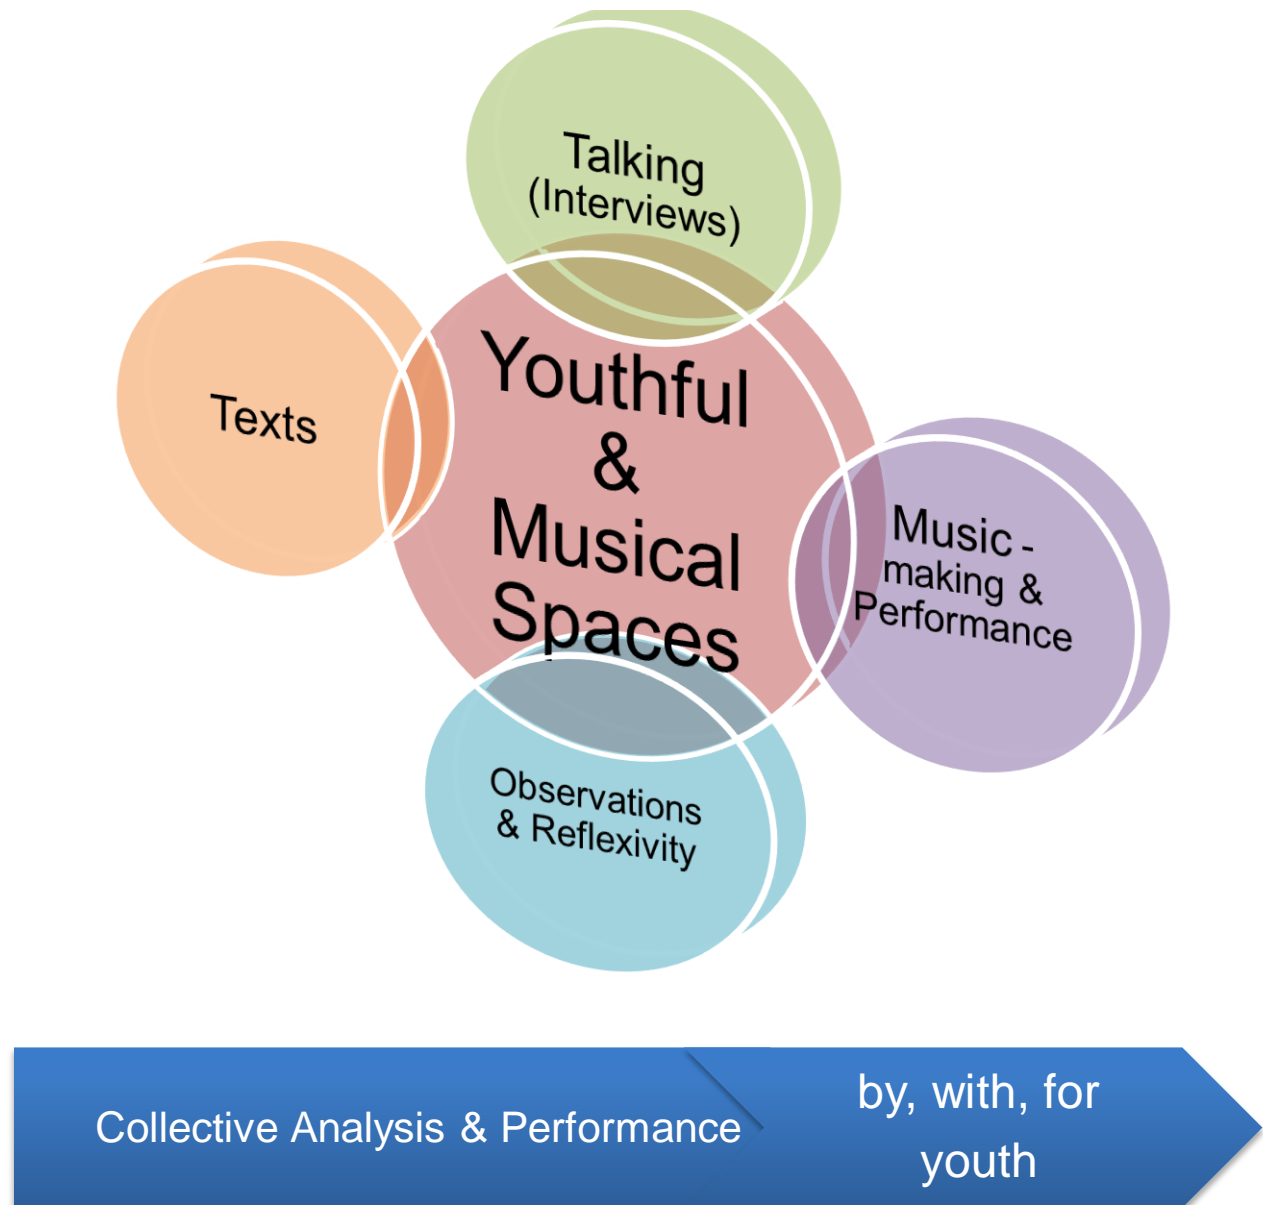 Talking
(Interviews)
Texts
Youthful
&
Musical
Spaces
Music -
making &
Performance
Observations
& Reflexivity
Collective Analysis & Performance
by, with, for
youth